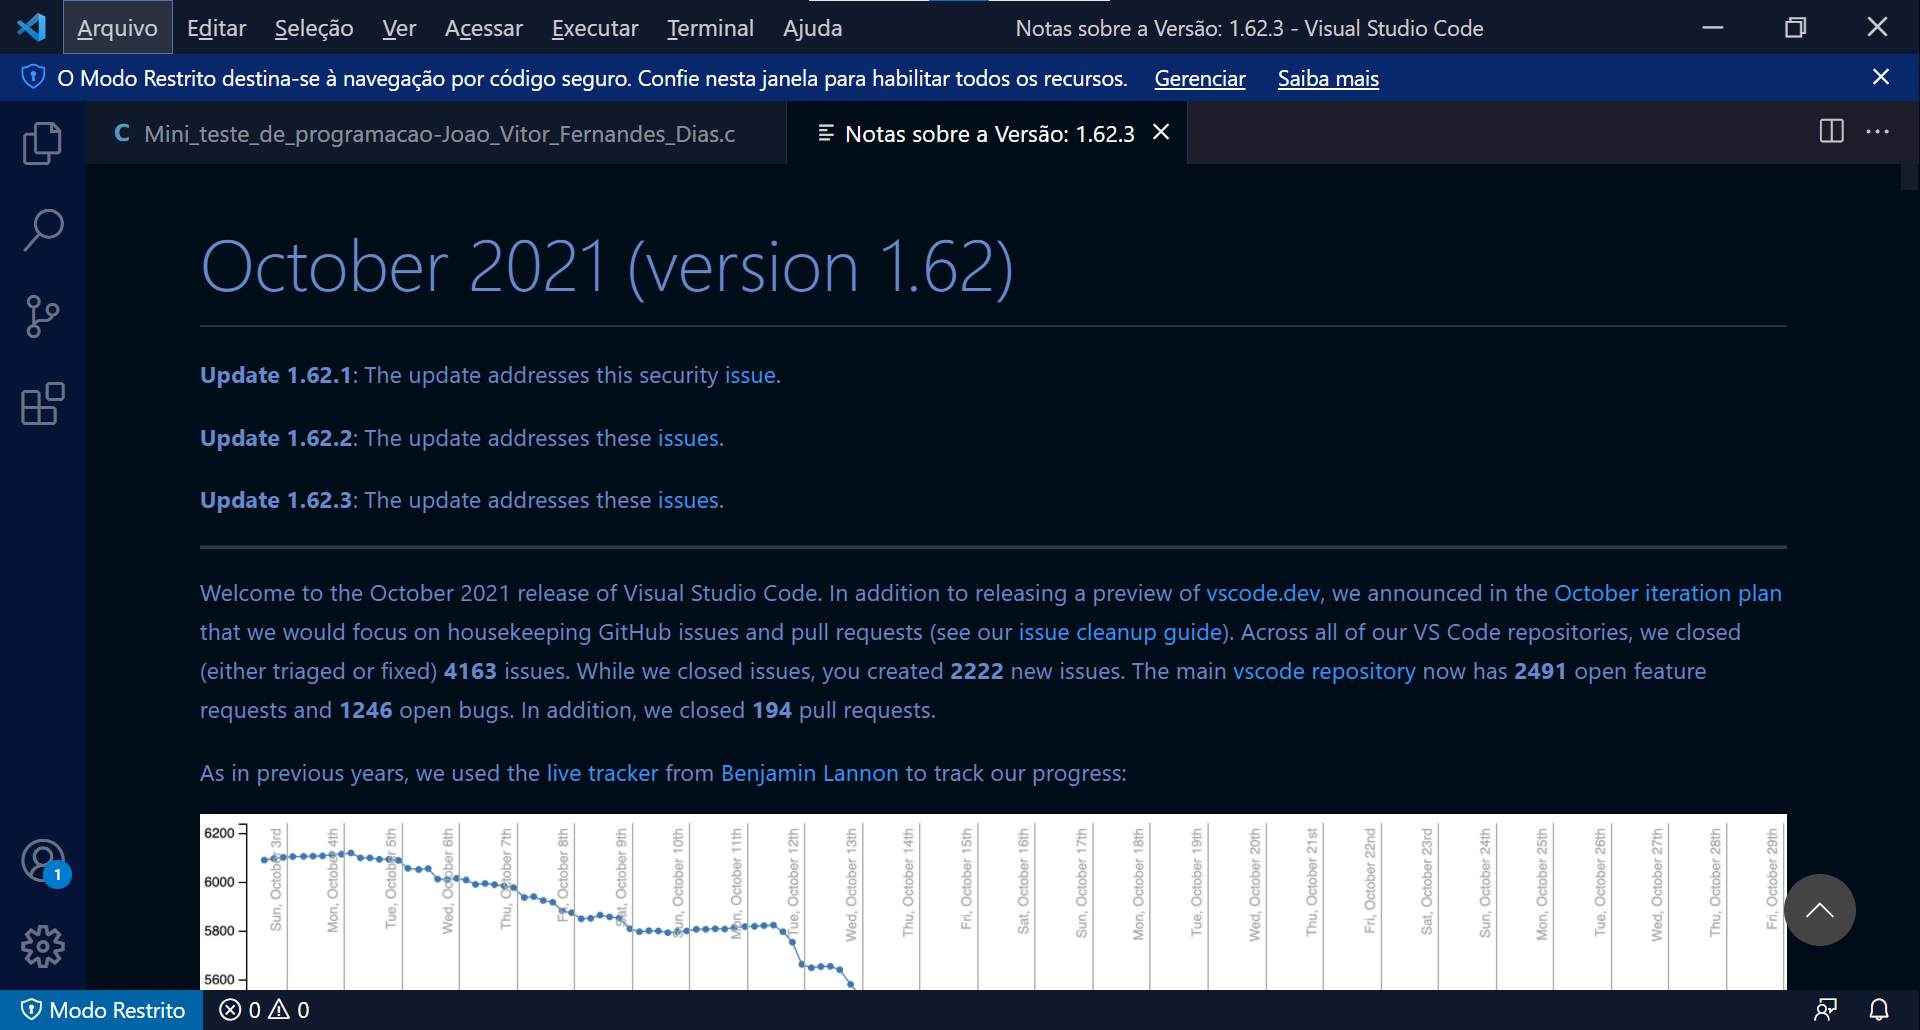 Arquivo Editar Seleção Ver Acessar Executar Terminal Ajuda Notas sobre a Versão: 1.62.3 - Visual Studio Code
O Modo Restrito destina-se à navegação por código seguro. Confie nesta janela para habilitar todos os recursos. Gerenciar Saiba mais
C Mini_teste_de_programacao-Joao_Vitor_Fernandes_Dias.c Notas sobre a Versão: 1.62.3
October 2021 (version 1.62)
Update 1.62.1: The update addresses this security issue.
Update 1.62.2: The update addresses these issues.
Update 1.62.3: The update addresses these issues.
Welcome to the October 2021 release of Visual Studio Code. In addition to releasing a preview of vscode.dev, we announced in the October iteration plan
that we would focus on housekeeping GitHub issues and pull requests (see our issue cleanup guide). Across all of our VS Code repositories, we closed
(either triaged or fixed) 4163 issues. While we closed issues, you created 2222 new issues. The main vscode repository now has 2491 open feature
requests and 1246 open bugs. In addition, we closed 194 pull requests.
As in previous years, we used the live tracker from Benjamin Lannon to track our progress:
6200
6000
5800
5600
Sun, October 3rd
Mon, October 4th
Tue, October 5th
Wed, October 6th
Thu, October 7th
Fri, October 8th
Sat, October 9th
Sun, October 10th
Mon, October 11th
Tue, October 12th
Wed, October 13th
Thu, October 14th
Fri, October 15th
Sat, October 16th
Sun, October 17th
Mon, October 18th
Tue, October 19th
Wed, October 20th
Thu, October 21st
Fri, October 22nd
Sat, October 23rd
Sun, October 24th
Mon, October 25th
Tue, October 26th
Wed, October 27th
Thu, October 28th
Fri, October 29th
1
Modo Restrito 0 0